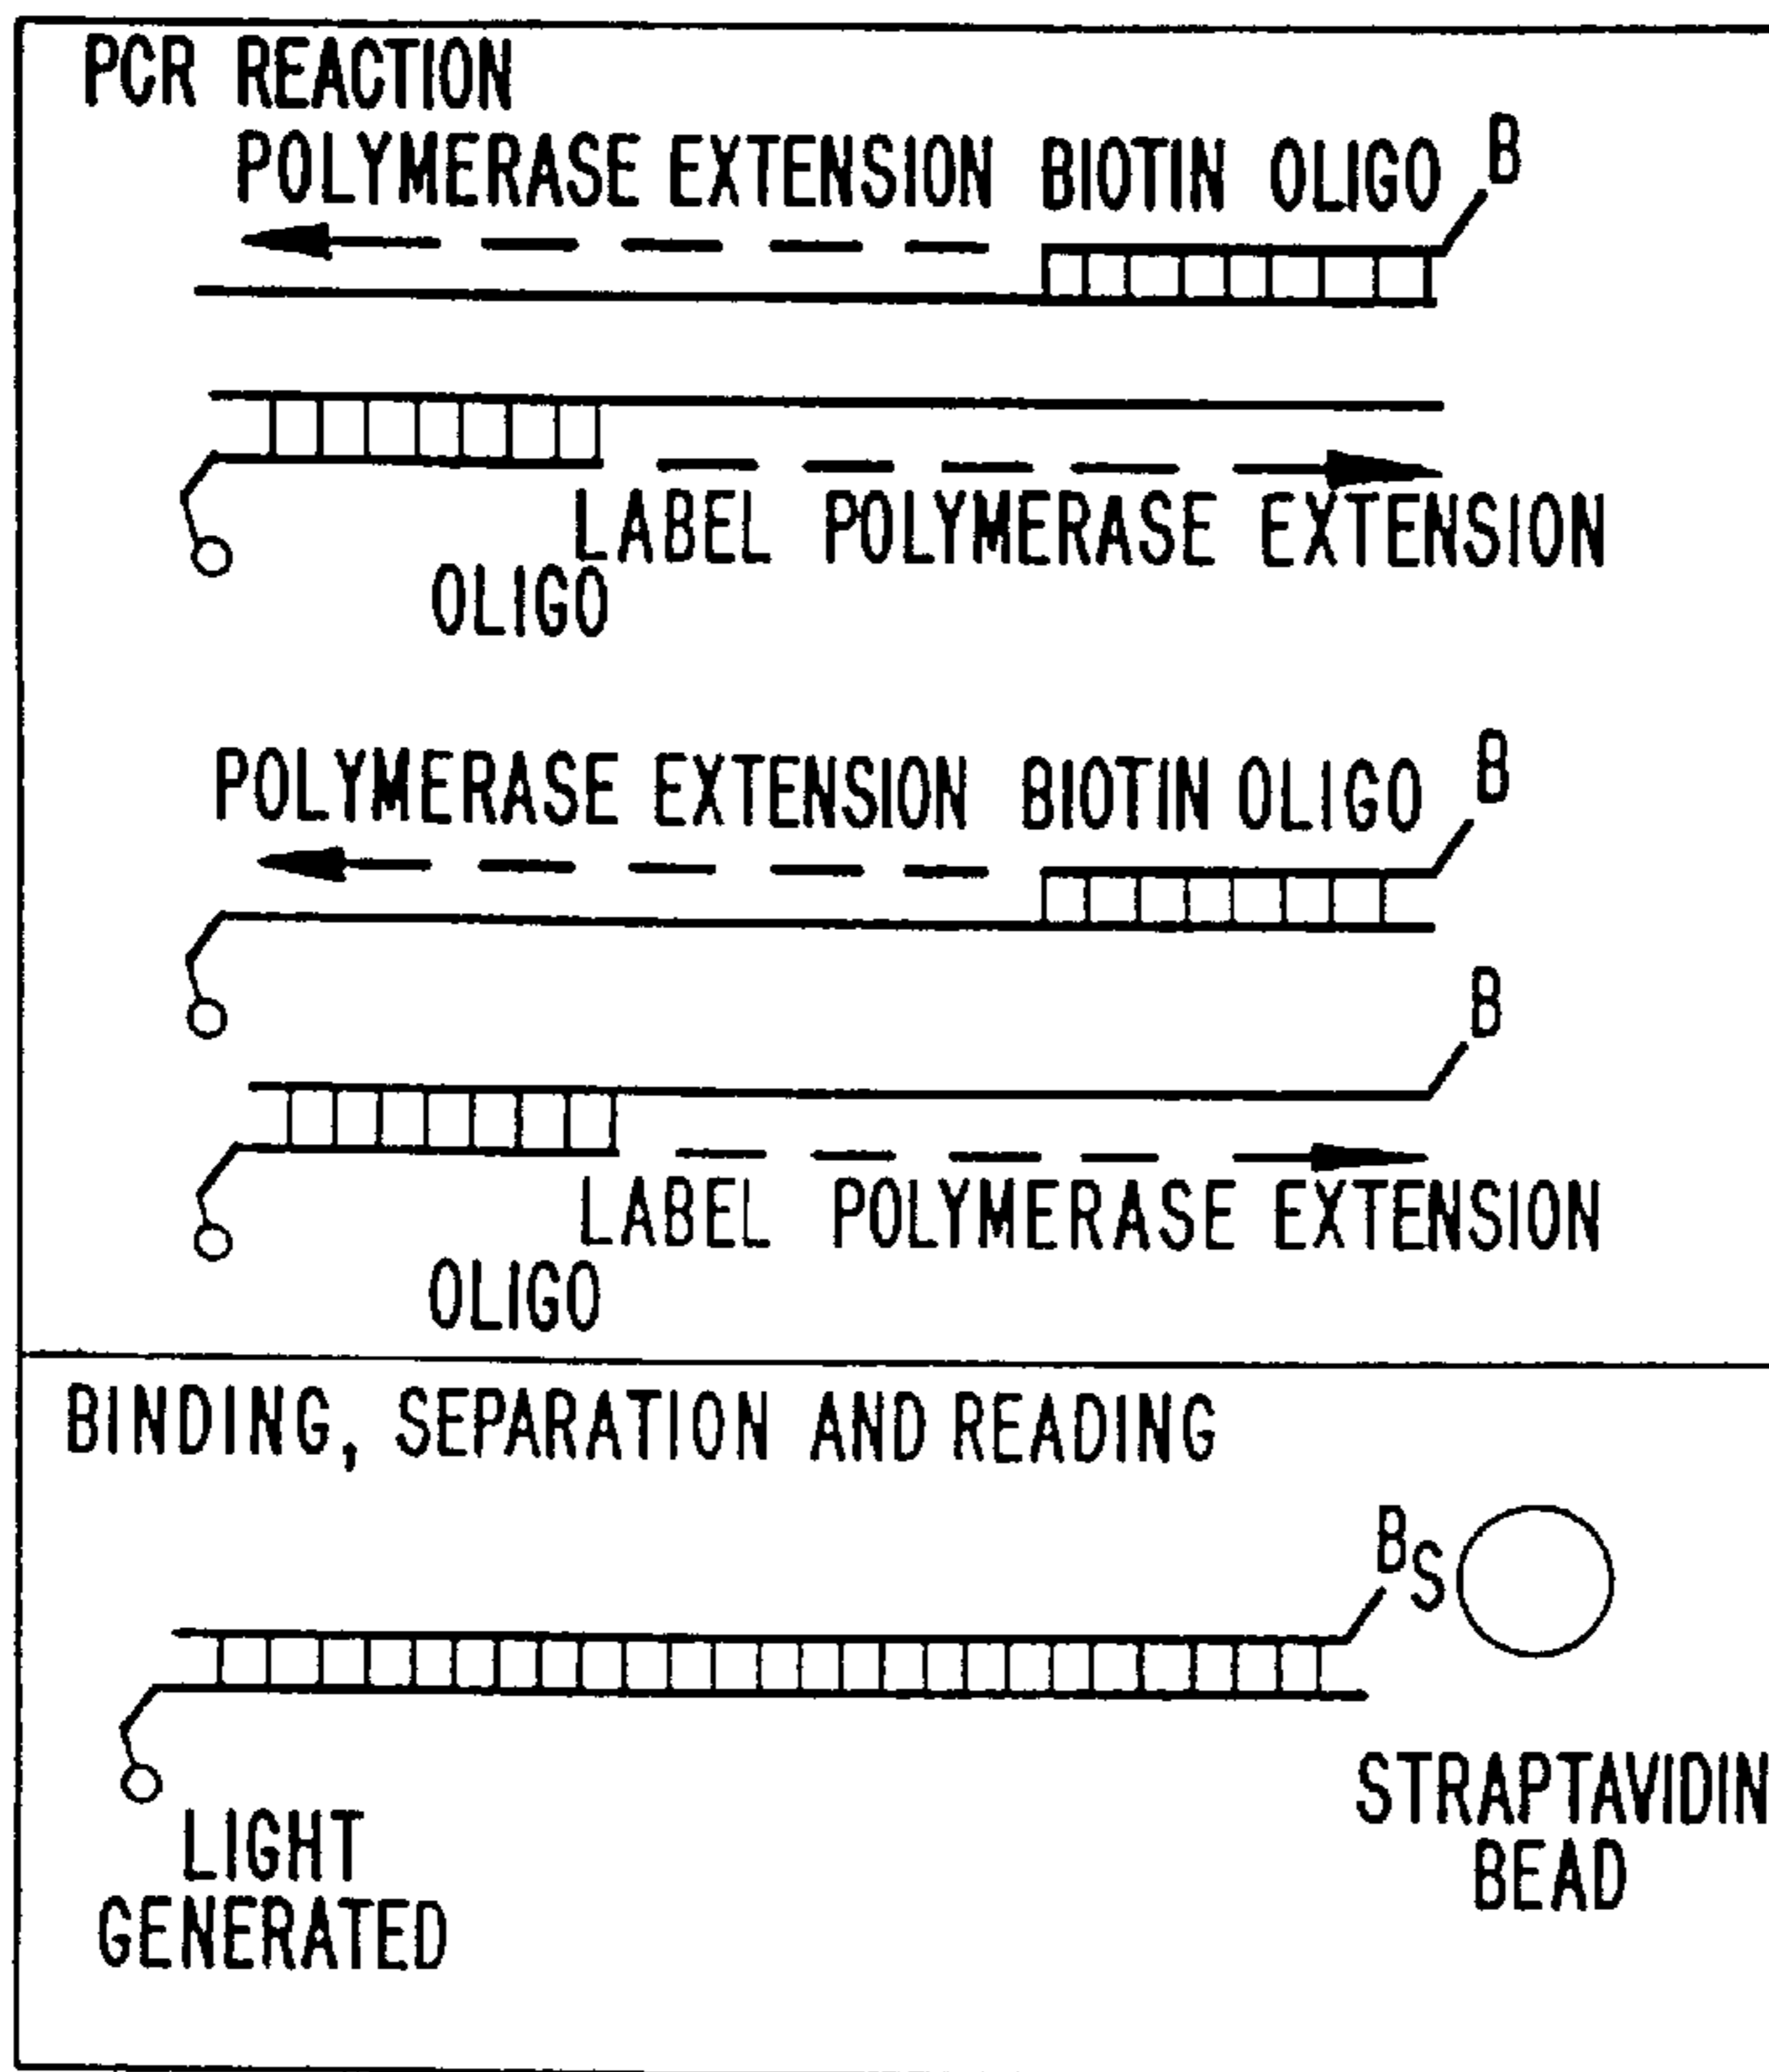 PCR REACTION
POLYMERASE EXTENSION BIOTIN OLIGO B
LABEL POLYMERASE EXTENSION
OLIGO
POLYMERASE EXTENSION BIOTIN OLIGO B
B
LABEL POLYMERASE EXTENSION
OLIGO
BINDING, SEPARATION AND READING
B S
STRAPTAVIDIN
BEAD
LIGHT
GENERATED